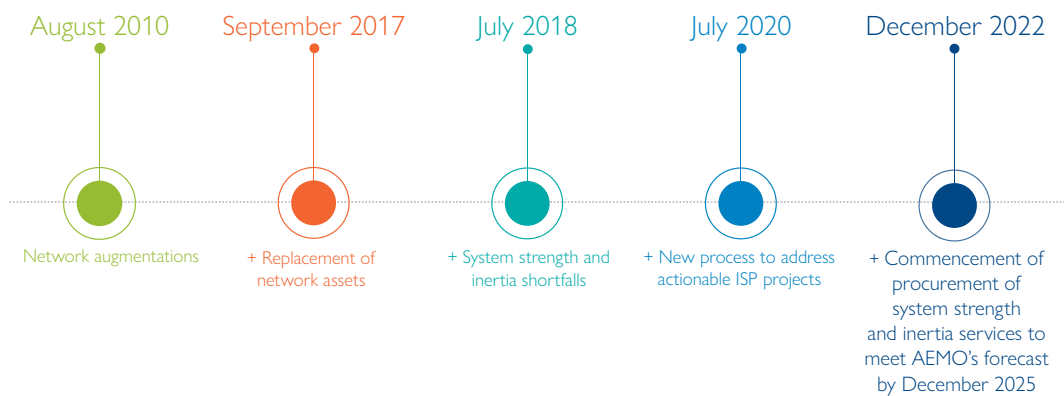 August 2010
September 2017
July 2018
July 2020
December 2022
Network augmentations
+ Replacement of
network assets
+ System strength and
inertia shortfalls
+ New process to address
actionable ISP projects
+ Commencement of
procurement of
system strength
and inertia services to
meet AEMO's forecast
by December 2025